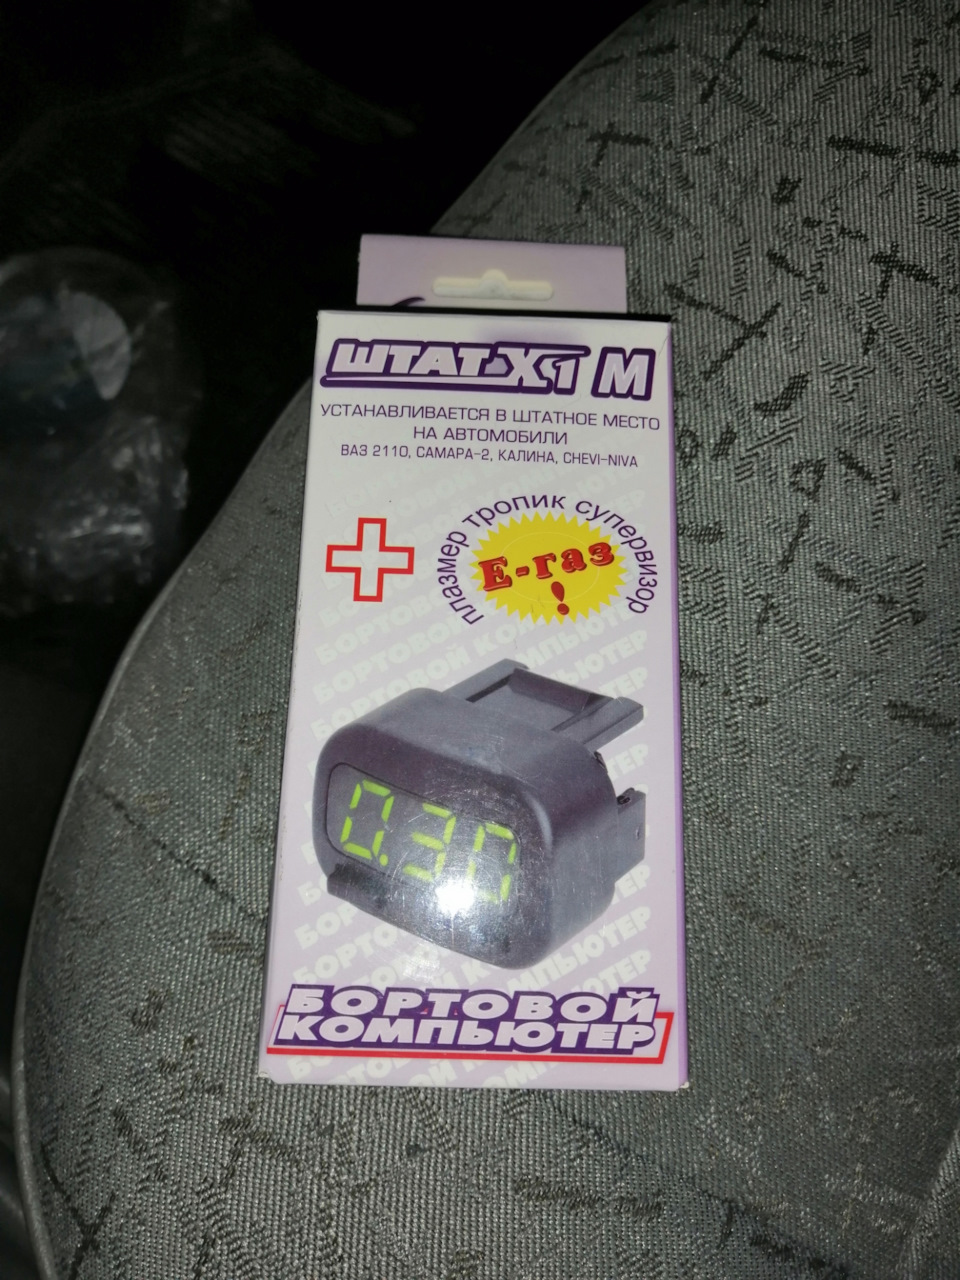 ШТАТ X1 М
УСТАНАВЛИВАЕТСЯ В ШТАТНОЕ МЕСТО
НА АВТОМОБИЛИ
ВАЗ 2110, САМАРА-2, КАЛИНА, CHEVI-NIVA
плазмер тропик супервизор
Е-газ
!
0.30
БОРТОВОЙ
КОМПЬЮТЕР